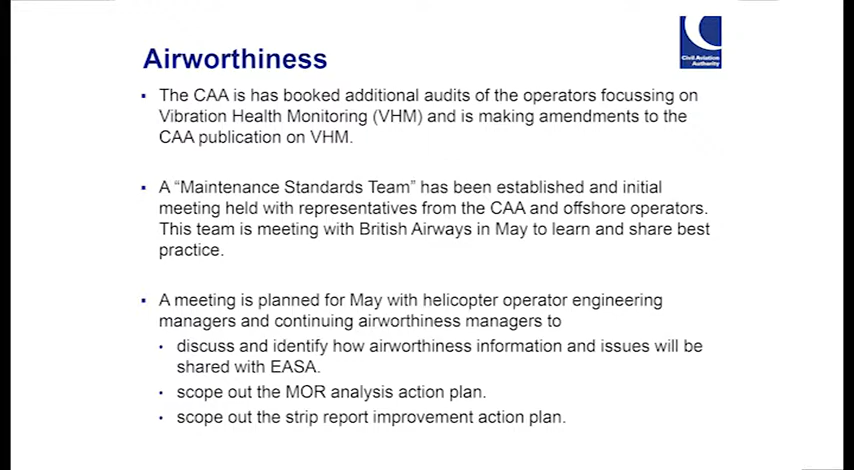 Airworthiness
Civil Aviation
Authority
▪ The CAA is has booked additional audits of the operators focussing on
Vibration Health Monitoring (VHM) and is making amendments to the
CAA publication on VHM.
▪ A “Maintenance Standards Team” has been established and initial
meeting held with representatives from the CAA and offshore operators.
This team is meeting with British Airways in May to learn and share best
practice.
▪ A meeting is planned for May with helicopter operator engineering
managers and continuing airworthiness managers to
• discuss and identify how airworthiness information and issues will be
shared with EASA.
• scope out the MOR analysis action plan.
• scope out the strip report improvement action plan.